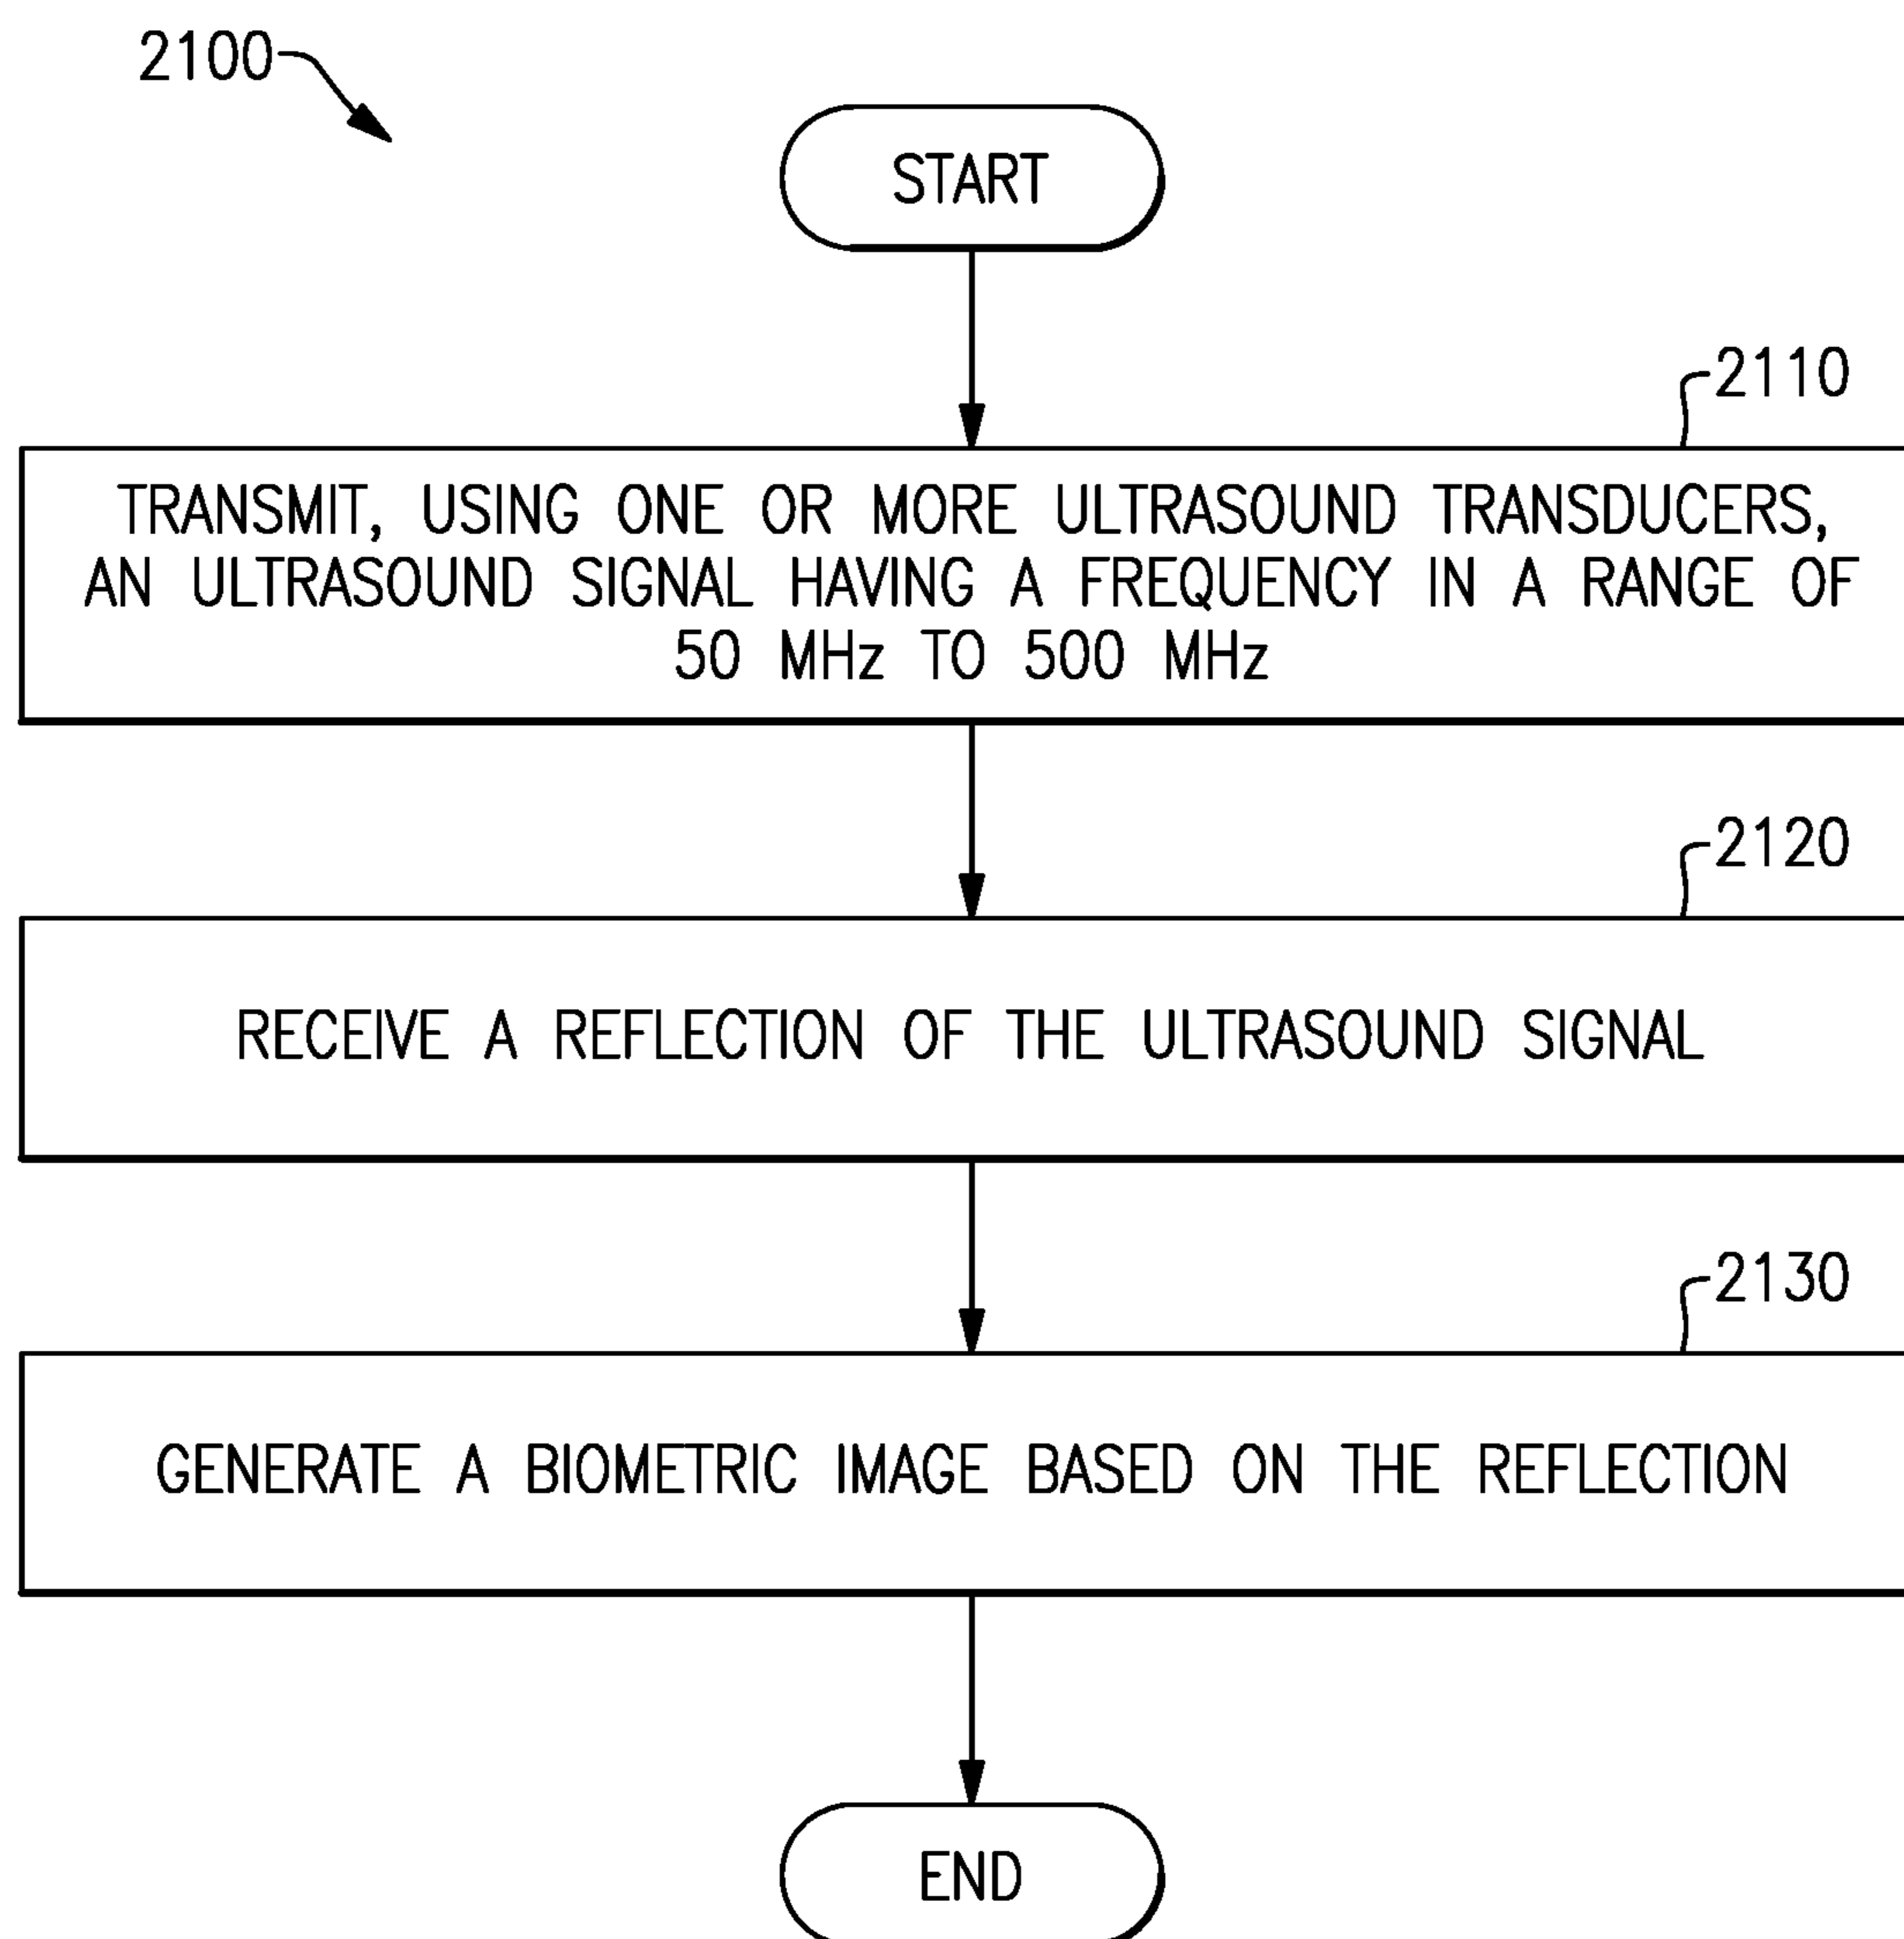 2100
START
2110
TRANSMIT, USING ONE OR MORE ULTRASOUND TRANSDUCERS,
AN ULTRASOUND SIGNAL HAVING A FREQUENCY IN A RANGE OF
50 MHz TO 500 MHz
2120
RECEIVE A REFLECTION OF THE ULTRASOUND SIGNAL
2130
GENERATE A BIOMETRIC IMAGE BASED ON THE REFLECTION
END